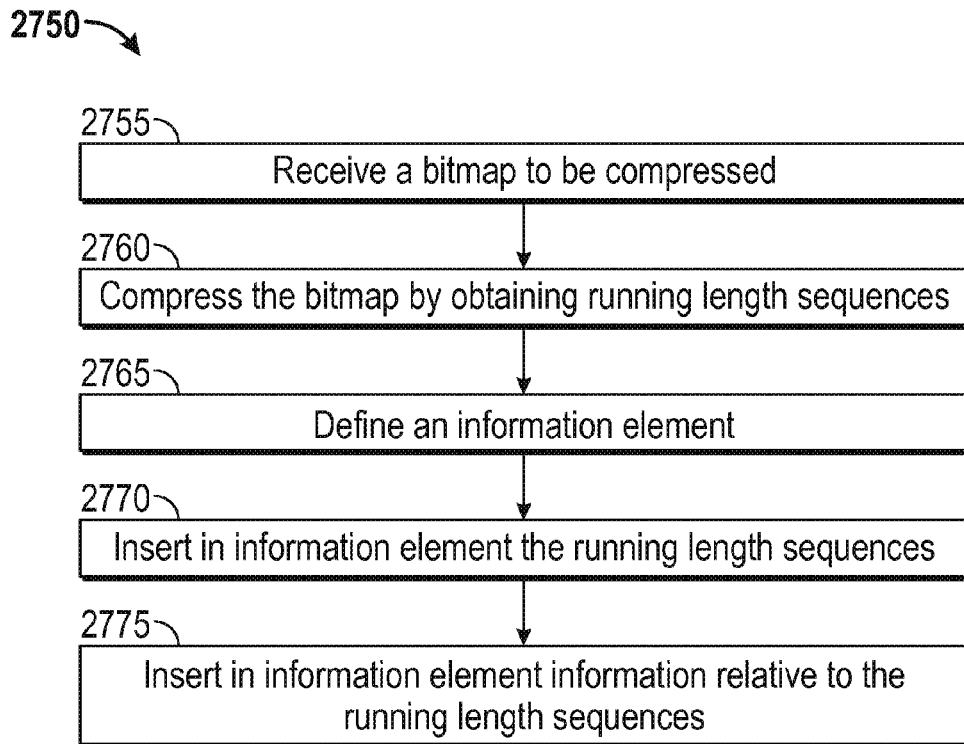 2750
2755
Receive a bitmap to be compressed
2760
Compress the bitmap by obtaining running length sequences
2765
Define an information element
2770
Insert in information element the running length sequences
2775
Insert in information element information relative to the
running length sequences